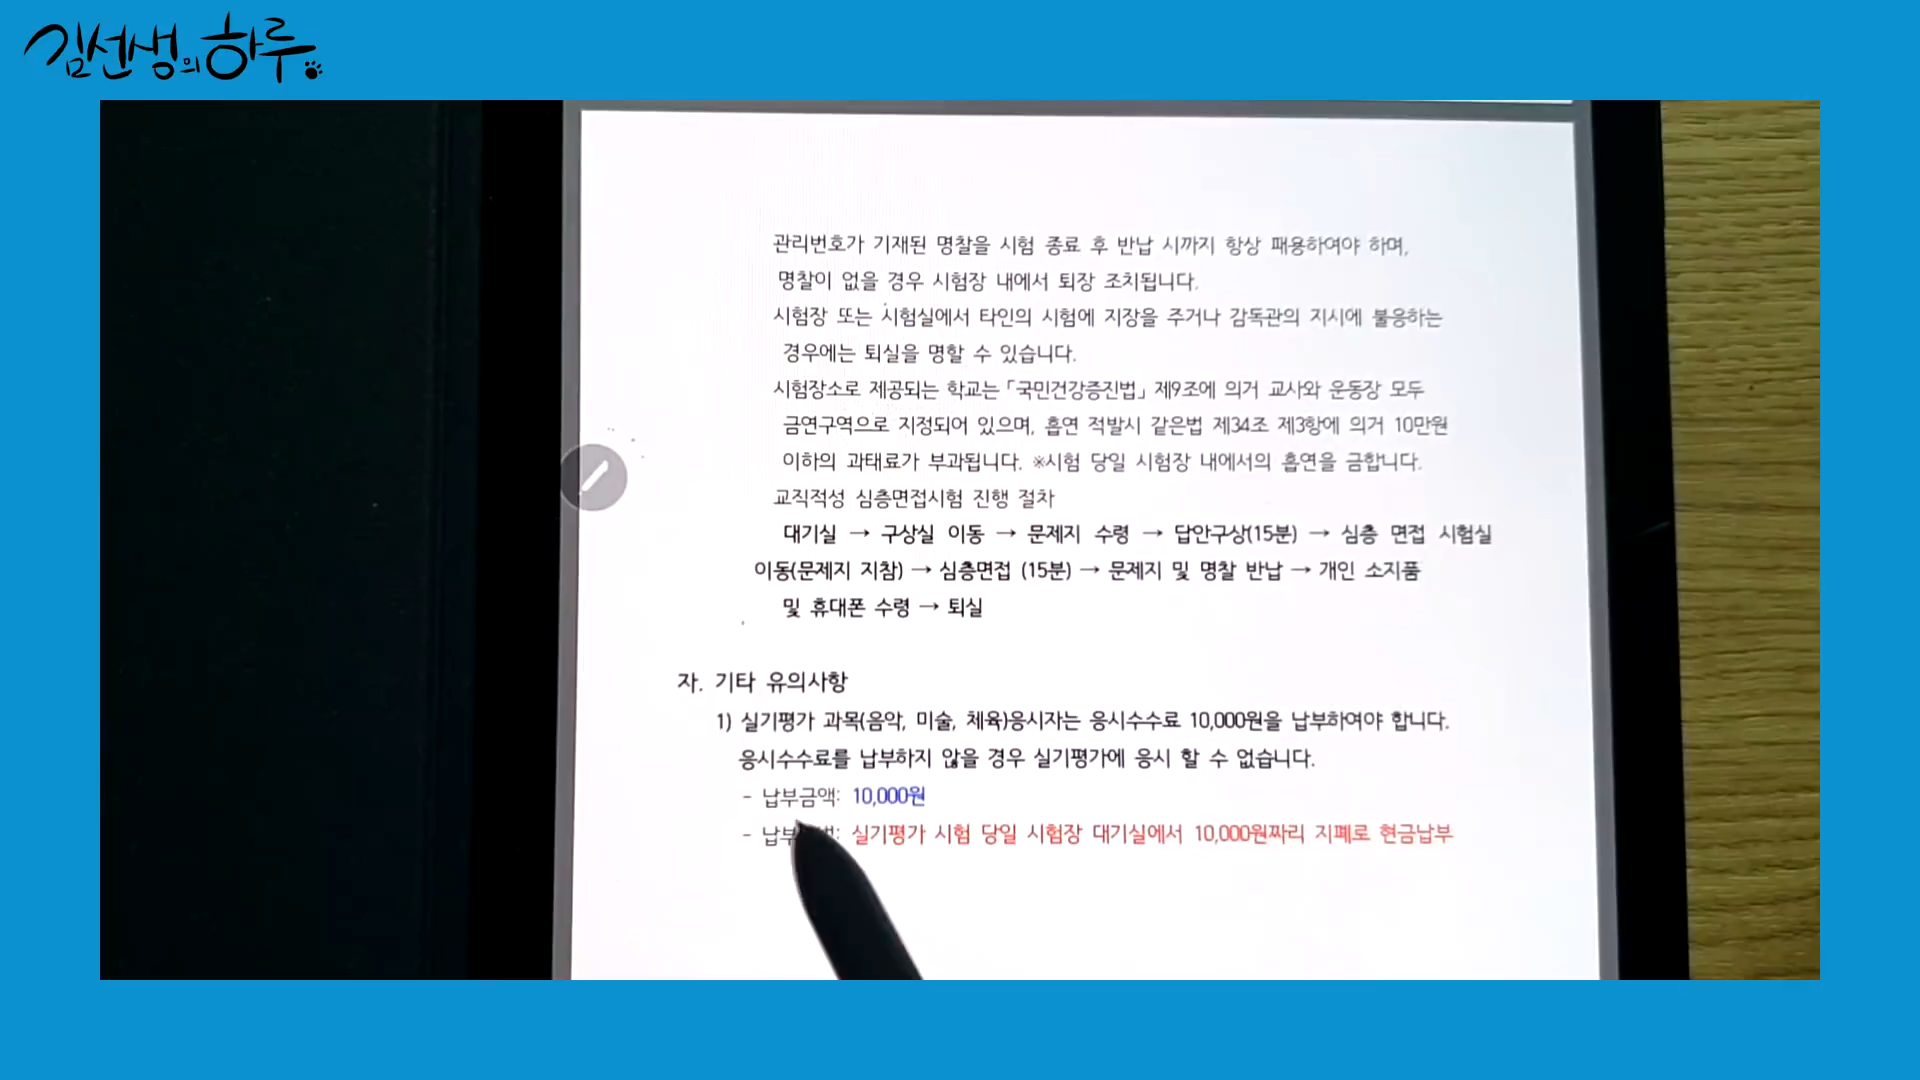 김선생의하루
관리번호가 기재된 명찰을 시험 종료 후 반납 시까지 항상 패용하여야 하며,
명찰이 없을 경우 시험장 내에서 퇴장 조치됩니다.
시험장 또는 시험실에서 타인의 시험에 지장을 주거나 감독관의 지시에 불응하는
경우에는 퇴실을 명할 수 있습니다.
시험장소로 제공되는 학교는 「국민건강증진법」 제9조에 의거 교사와 운동장 모두
금연구역으로 지정되어 있으며, 흡연 적발시 같은법 제34조 제3항에 의거 10만원
이하의 과태료가 부과됩니다. ※시험 당일 시험장 내에서의 흡연을 금합니다.
교직적성 심층면접시험 진행 절차
대기실 → 구상실 이동 → 문제지 수령 → 답안구상(15분) → 심층 면접 시험실
이동(문제지 지참) → 심층면접 (15분) → 문제지 및 명찰 반납 → 개인 소지품
및 휴대폰 수령 → 퇴실
자. 기타 유의사항
1) 실기평가 과목(음악, 미술, 체육)응시자는 응시수수료 10,000원을 납부하여야 합니다.
응시수수료를 납부하지 않을 경우 실기평가에 응시 할 수 없습니다.
- 납부금액: 10,000원
- 납부 : 실기평가 시험 당일 시험장 대기실에서 10,000원짜리 지폐로 현금납부